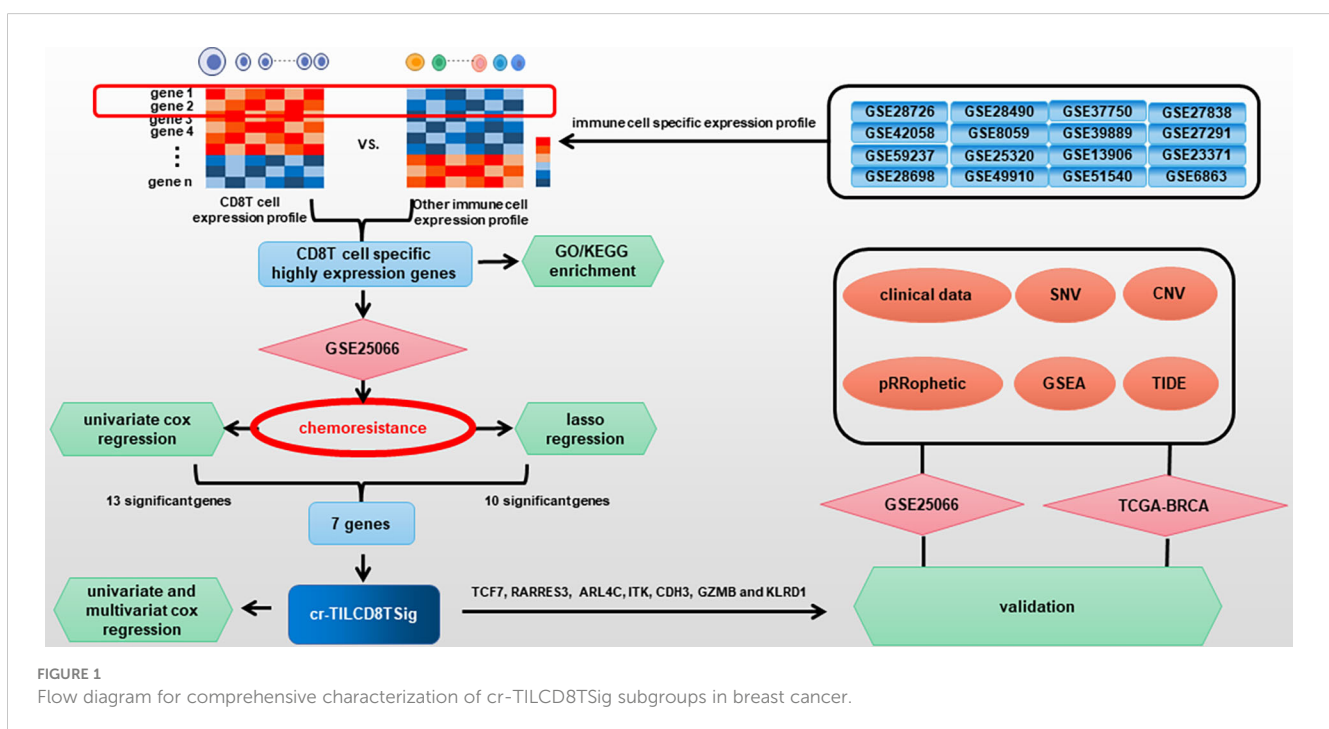 gene 1
gene 2
gene 3
gene 4
gene n
VS.
CD8T cell
expression profile
Other immune cell
expression profile
immune cell specific expression profile
GSE28726 GSE28490 GSE37750 GSE27838
GSE42058 GSE8059 GSE39889 GSE27291
GSE59237 GSE25320 GSE13906 GSE23371
GSE28698 GSE49910 GSE51540 GSE6863
CD8T cell specific
highly expression genes
GO/KEGG
enrichment
GSE25066
univariate cox
regression
chemoresistance
lasso
regression
13 significant genes
10 significant genes
7 genes
univariate and
multivariat cox
regression
cr-TILCD8TSig
TCF7, RARRES3, ARL4C, ITK, CDH3, GZMB and KLRD1
clinical data SNV CNV
pRRophetic GSEA TIDE
GSE25066
TCGA-BRCA
validation
FIGURE 1
Flow diagram for comprehensive characterization of cr-TILCD8TSig subgroups in breast cancer.